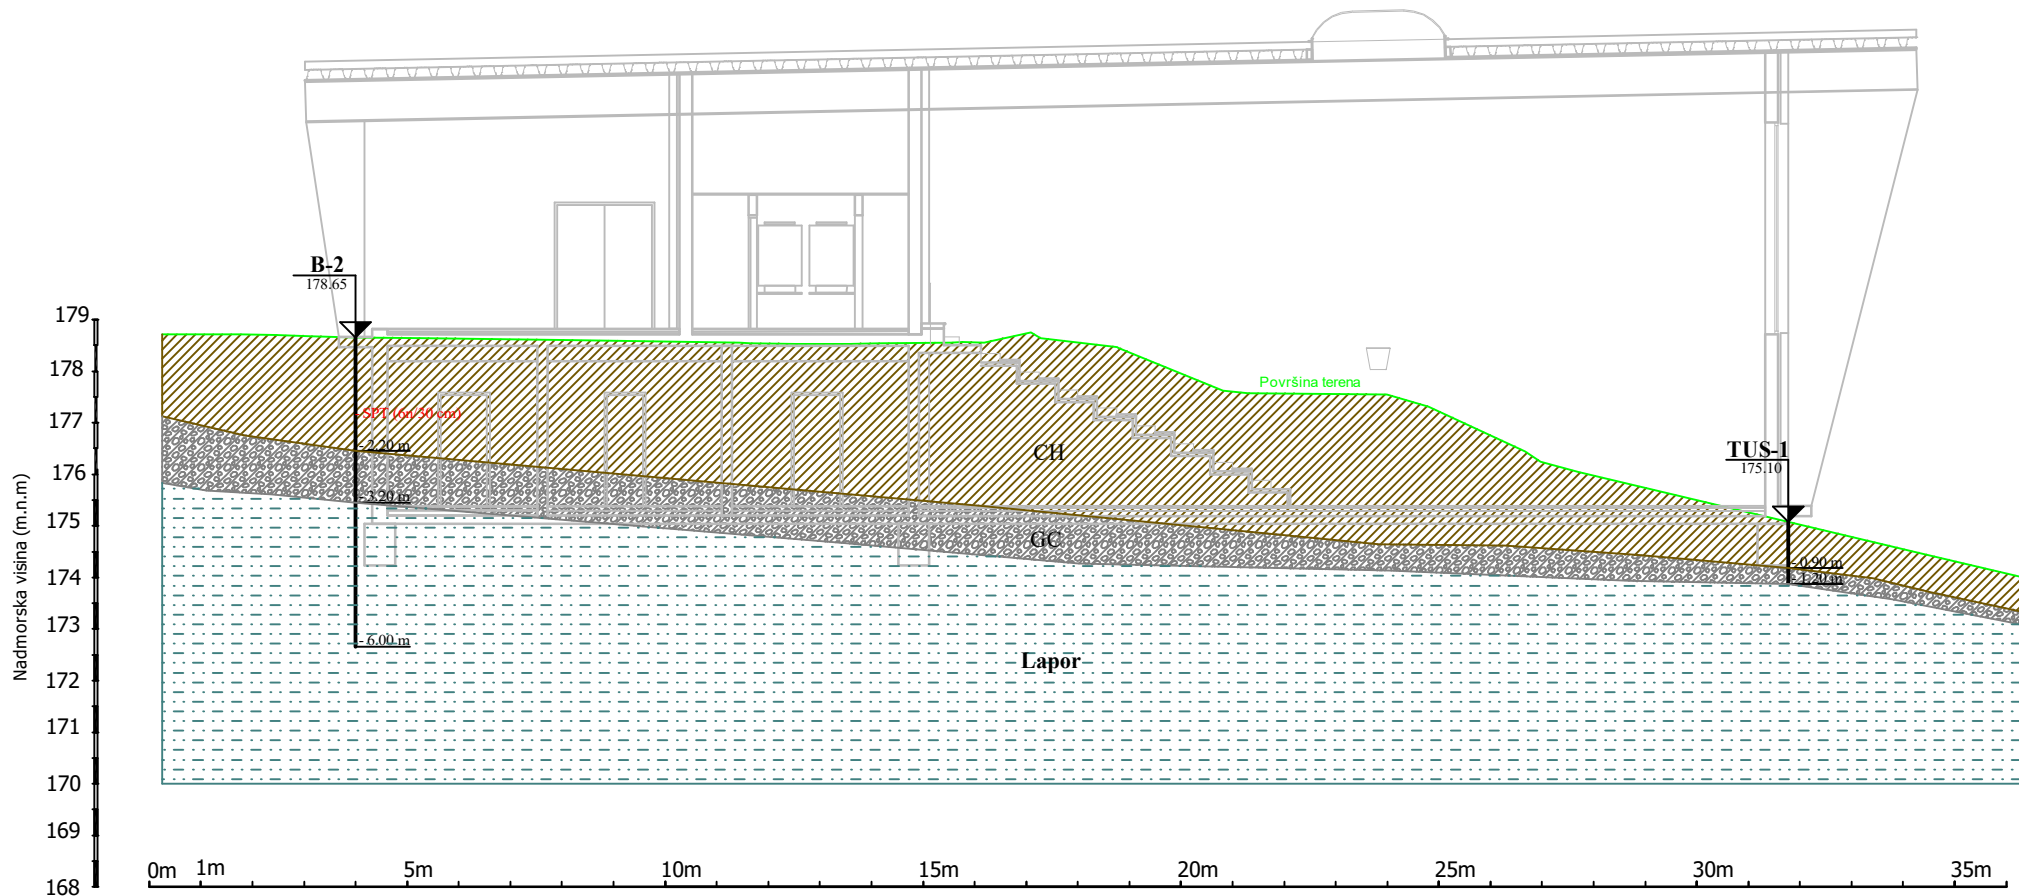 B-2
178.65
179
178
Površina terena
177
- SPT (6n/30 cm)
- 2.20 m
CH
TUS-1
175.10
176
- 3.20 m
175
GC
- 0.90 m
- 1.20 m
174
173
- 6.00 m
Lapor
172
171
170
169
168
Nadmorska visina (m.n.m)
0m 1m 5m 10m 15m 20m 25m 30m 35m